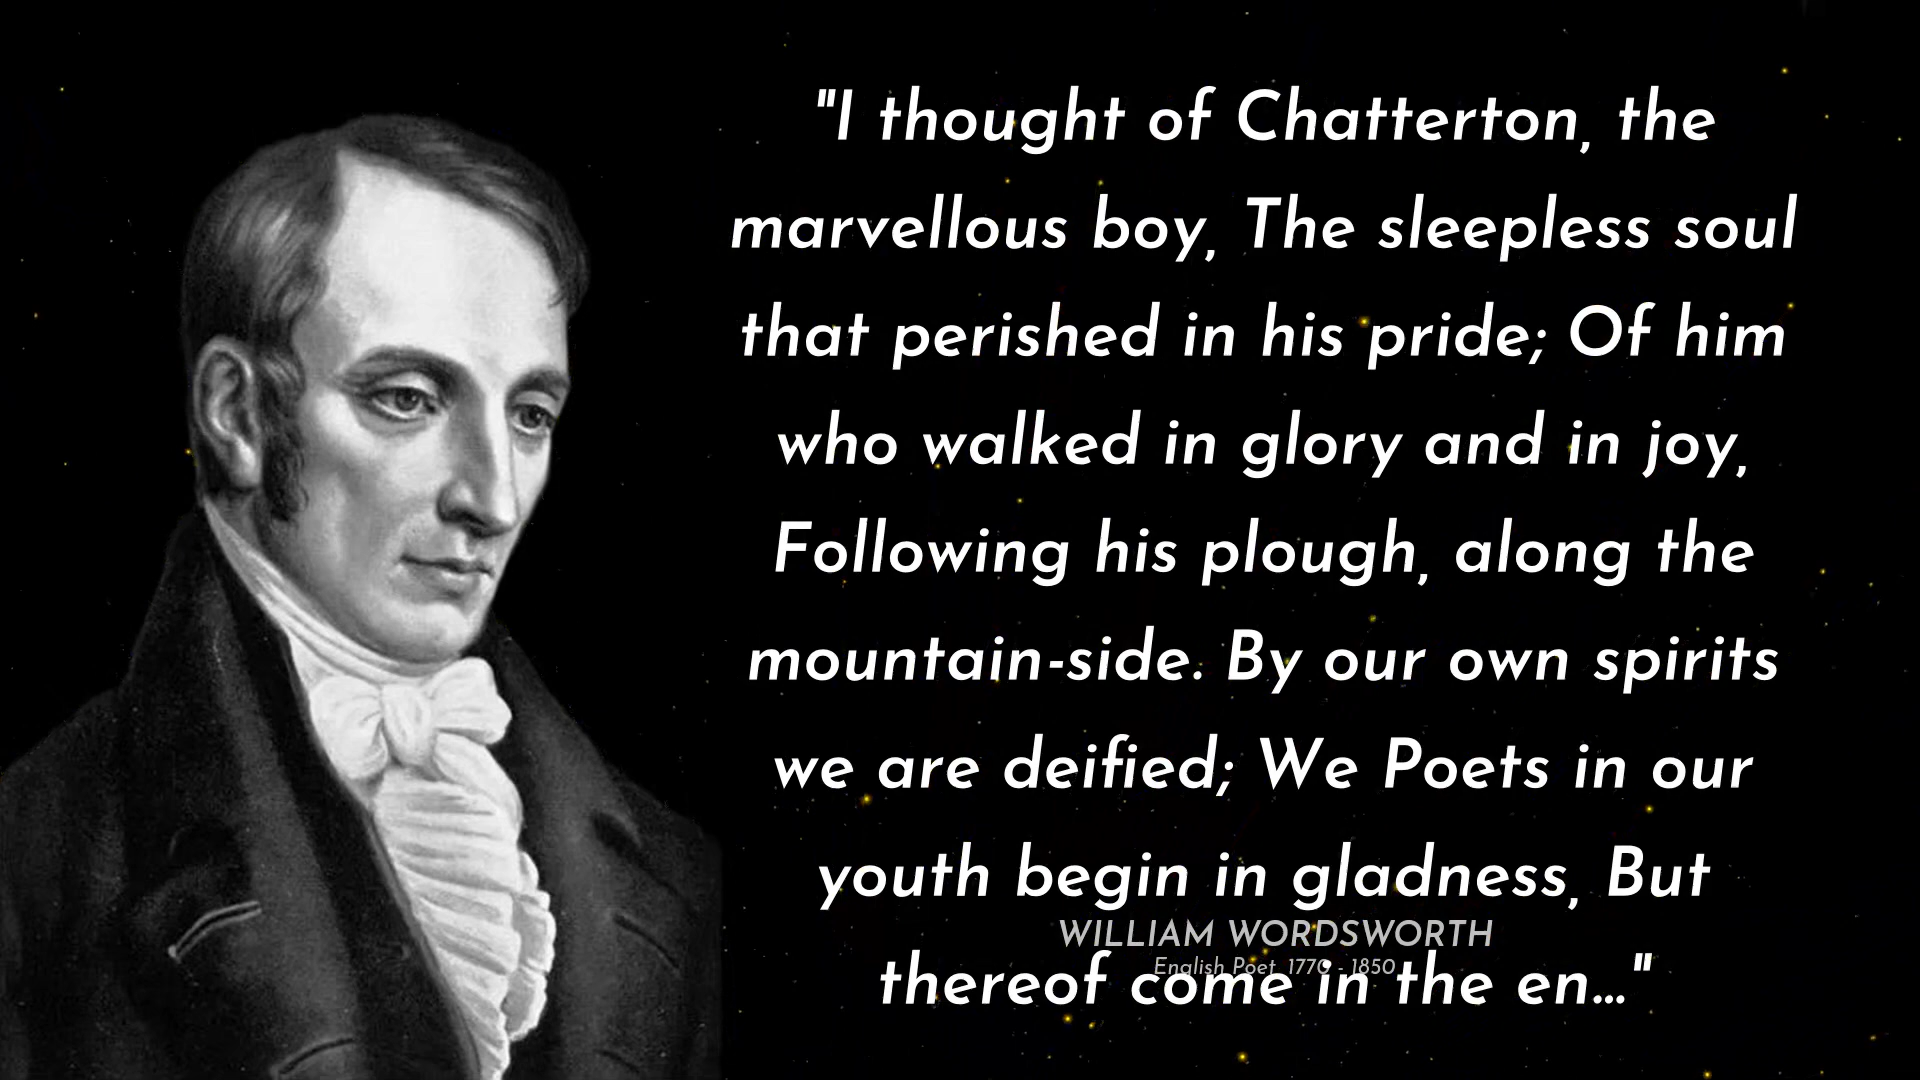 "I thought of Chatterton, the
marvellous boy, The sleepless soul
that perished in his pride; Of him
who walked in glory and in joy,
Following his plough, along the
mountain-side. By our own spirits
we are deified; We Poets in our
youth begin in gladness, But
WILLIAM WORDSWORTH
English Poet 1770 - 1850
thereof come in the en..."